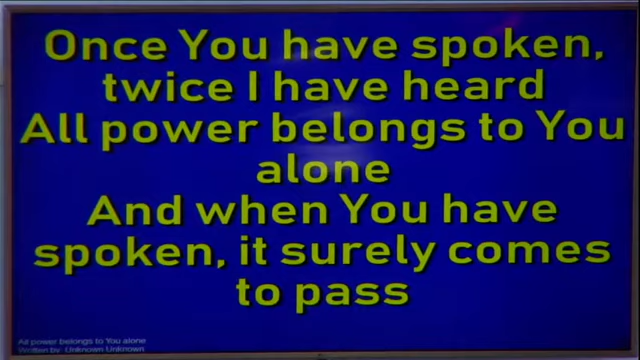 Once You have spoken,
twice I have heard
All power belongs to You
alone
And when You have
spoken, it surely comes
to pass
All power belongs to You alone
Written by: Unknown Unknown